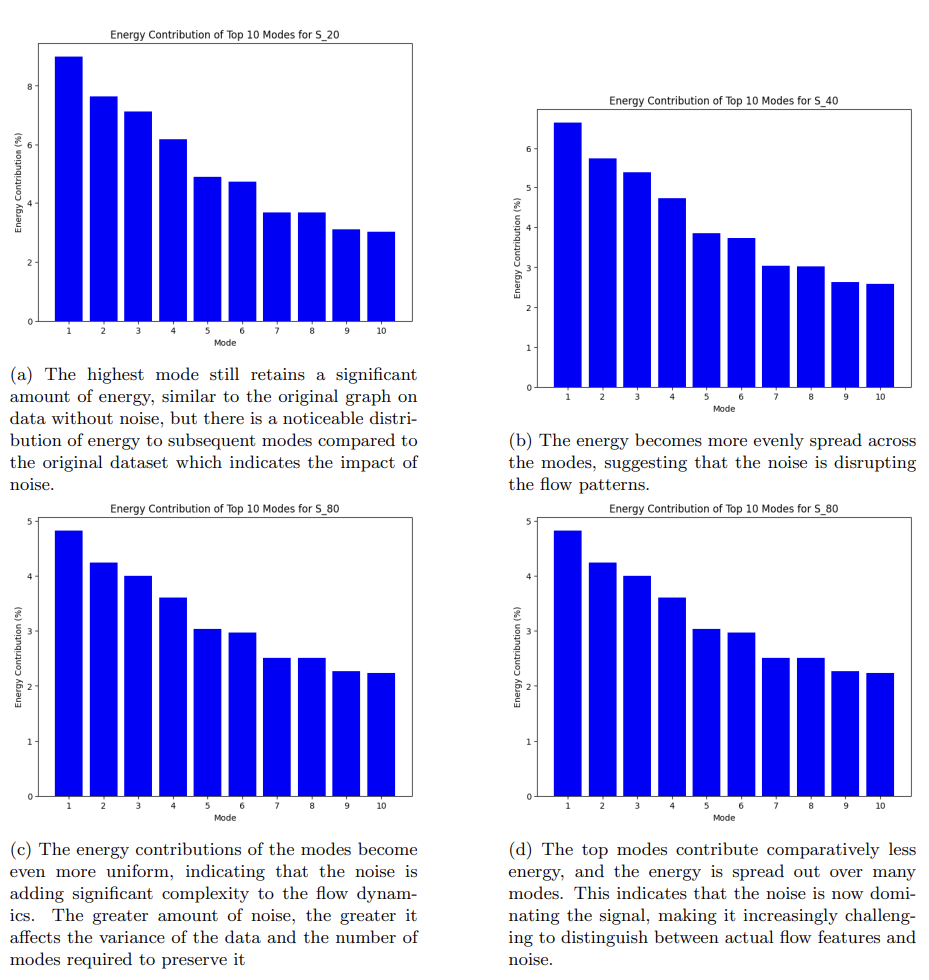 Energy Contribution of Top 10 Modes for S_20
Energy Contribution (%)
8
6
4
2
0
1 2 3 4 5 6 7 8 9 10
Mode
(a) The highest mode still retains a significant
amount of energy, similar to the original graph on
data without noise, but there is a noticeable distri-
bution of energy to subsequent modes compared to
the original dataset which indicates the impact of
noise.
Energy Contribution of Top 10 Modes for S_40
Energy Contribution (%)
6
5
4
3
2
1
0
1 2 3 4 5 6 7 8 9 10
Mode
(b) The energy becomes more evenly spread across
the modes, suggesting that the noise is disrupting
the flow patterns.
Energy Contribution of Top 10 Modes for S_80
Energy Contribution (%)
5
4
3
2
1
0
1 2 3 4 5 6 7 8 9 10
Mode
(c) The energy contributions of the modes become
even more uniform, indicating that the noise is
adding significant complexity to the flow dynam-
ics. The greater amount of noise, the greater it
affects the variance of the data and the number of
modes required to preserve it
Energy Contribution of Top 10 Modes for S_80
Energy Contribution (%)
5
4
3
2
1
0
1 2 3 4 5 6 7 8 9 10
Mode
(d) The top modes contribute comparatively less
energy, and the energy is spread out over many
modes. This indicates that the noise is now domi-
nating the signal, making it increasingly challeng-
ing to distinguish between actual flow features and
noise.